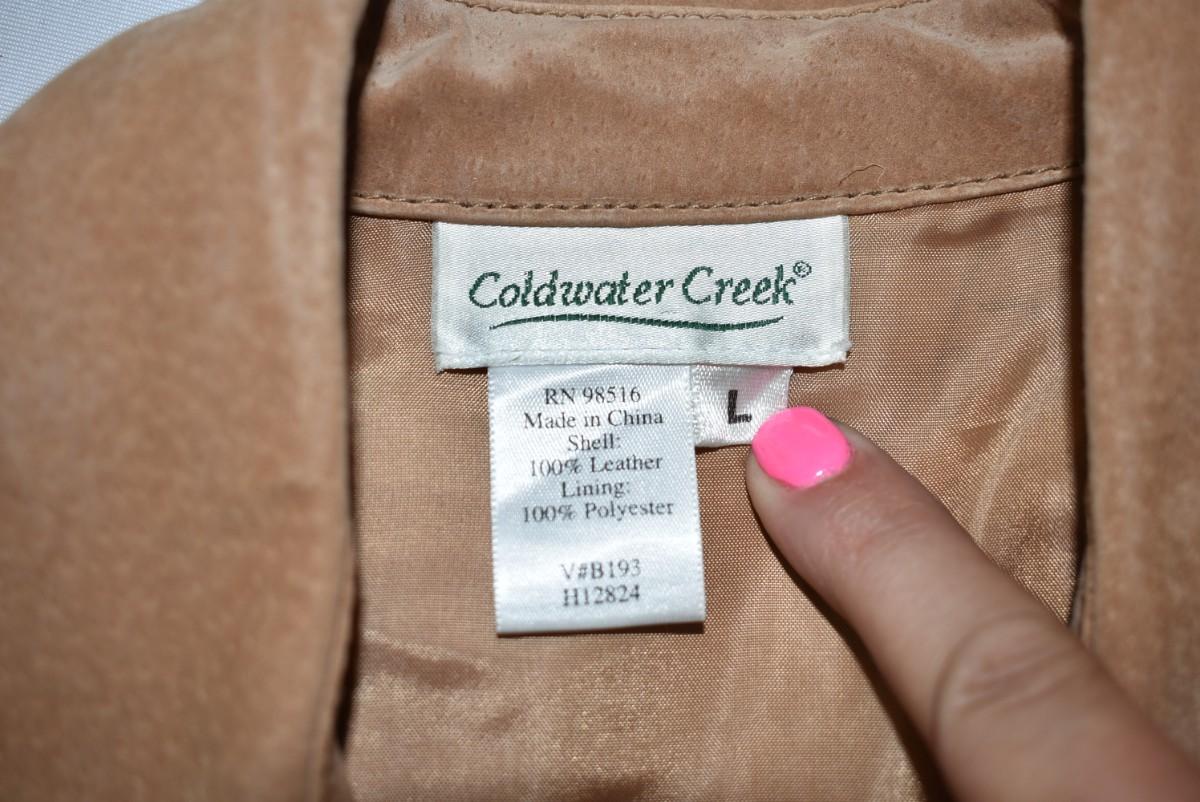 Coldwater Creek®
RN 98516
Made in China
Shell:
100% Leather
Lining:
100% Polyester
V#B193
H12824
L